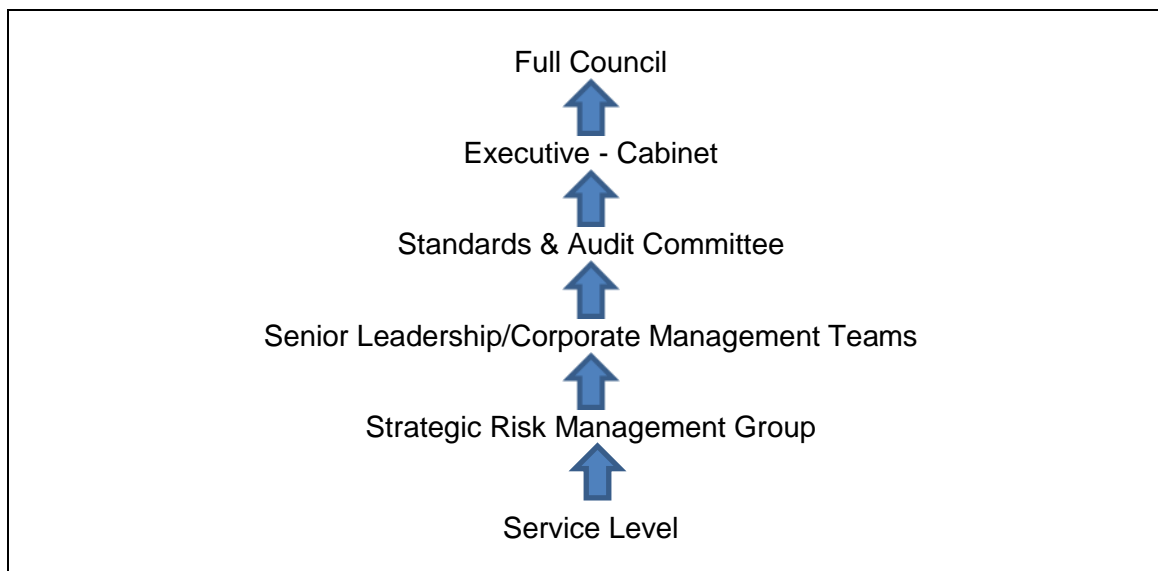 Full Council
Executive - Cabinet
Standards & Audit Committee
Senior Leadership/Corporate Management Teams
Strategic Risk Management Group
Service Level